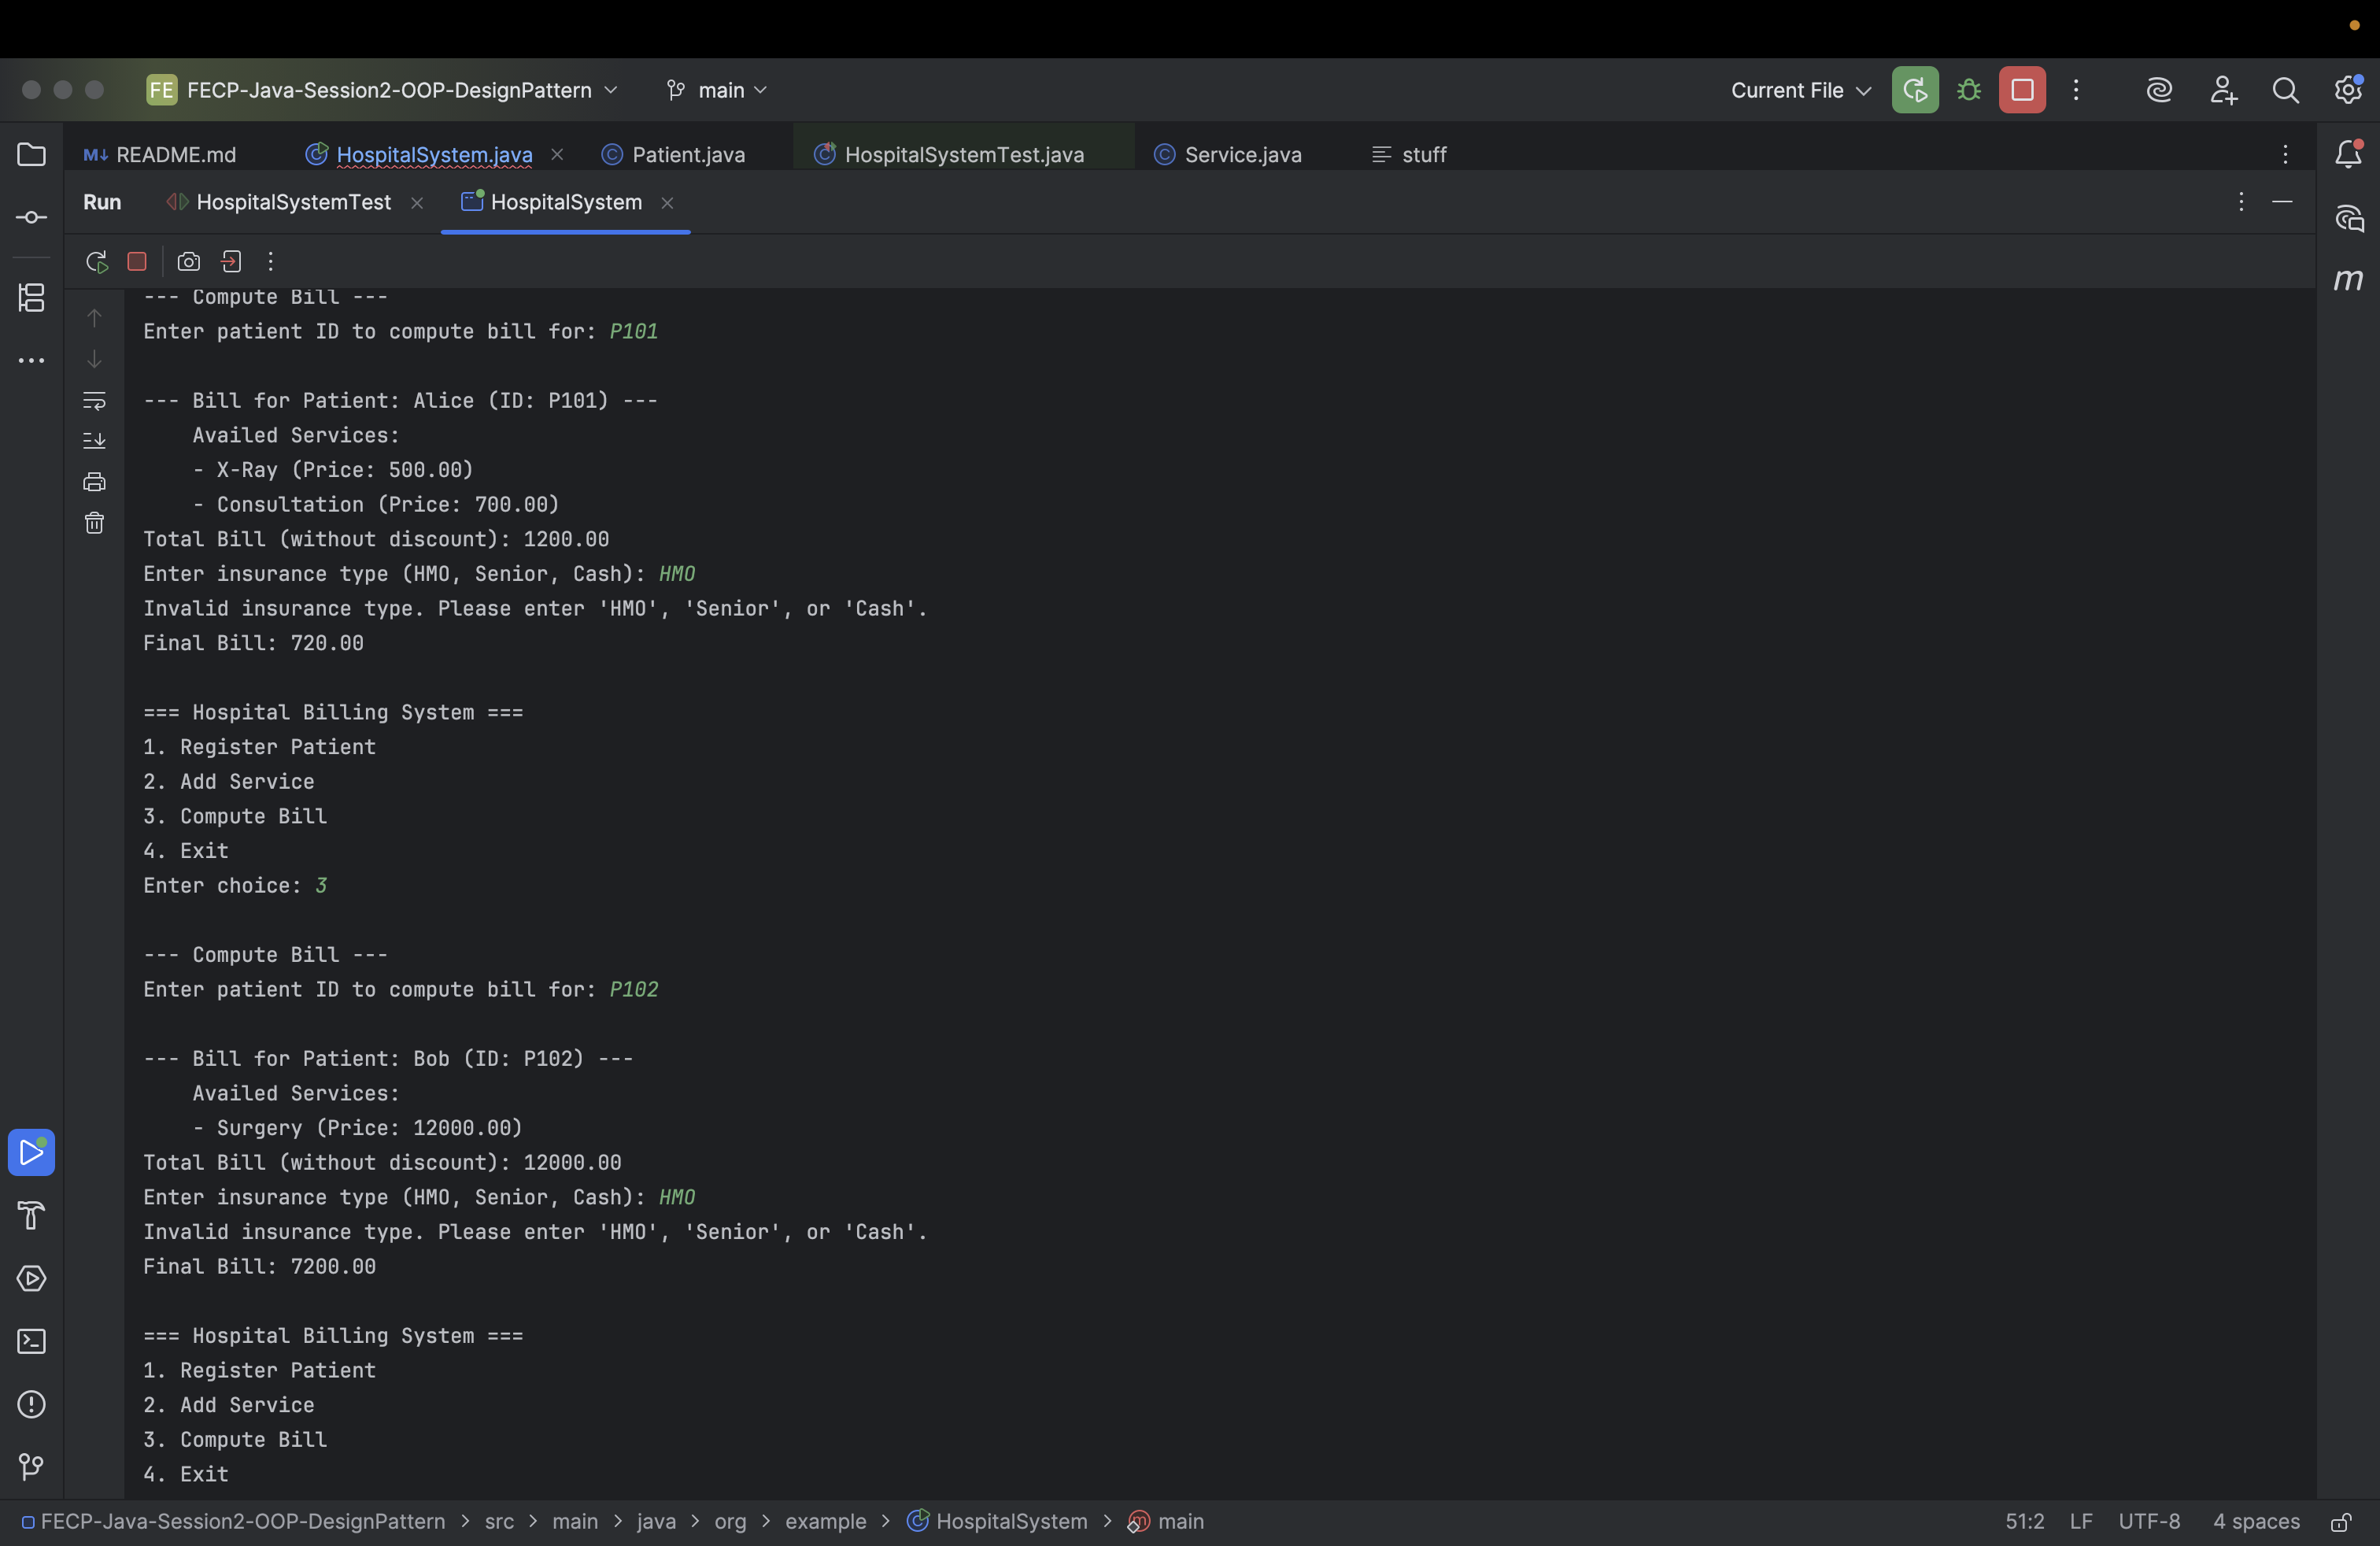 FE FECP-Java-Session2-OOP-DesignPattern main Current File
README.md HospitalSystem.java Patient.java HospitalSystemTest.java Service.java stuff
Run HospitalSystemTest HospitalSystem
--- Compute Bill ---
Enter patient ID to compute bill for: P101
--- Bill for Patient: Alice (ID: P101) ---
Availed Services:
- X-Ray (Price: 500.00)
- Consultation (Price: 700.00)
Total Bill (without discount): 1200.00
Enter insurance type (HMO, Senior, Cash): HMO
Invalid insurance type. Please enter 'HMO', 'Senior', or 'Cash'.
Final Bill: 720.00
=== Hospital Billing System ===
1. Register Patient
2. Add Service
3. Compute Bill
4. Exit
Enter choice: 3
--- Compute Bill ---
Enter patient ID to compute bill for: P102
--- Bill for Patient: Bob (ID: P102) ---
Availed Services:
- Surgery (Price: 12000.00)
Total Bill (without discount): 12000.00
Enter insurance type (HMO, Senior, Cash): HMO
Invalid insurance type. Please enter 'HMO', 'Senior', or 'Cash'.
Final Bill: 7200.00
=== Hospital Billing System ===
1. Register Patient
2. Add Service
3. Compute Bill
4. Exit
FECP-Java-Session2-OOP-DesignPattern > src > main > java > org > example > HospitalSystem > main 51:2 LF UTF-8 4 spaces